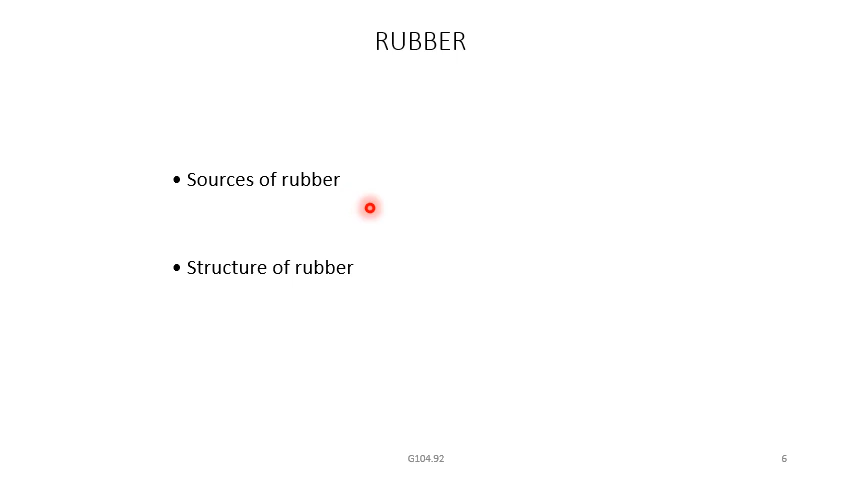 RUBBER
• Sources of rubber
• Structure of rubber
G104.92
6